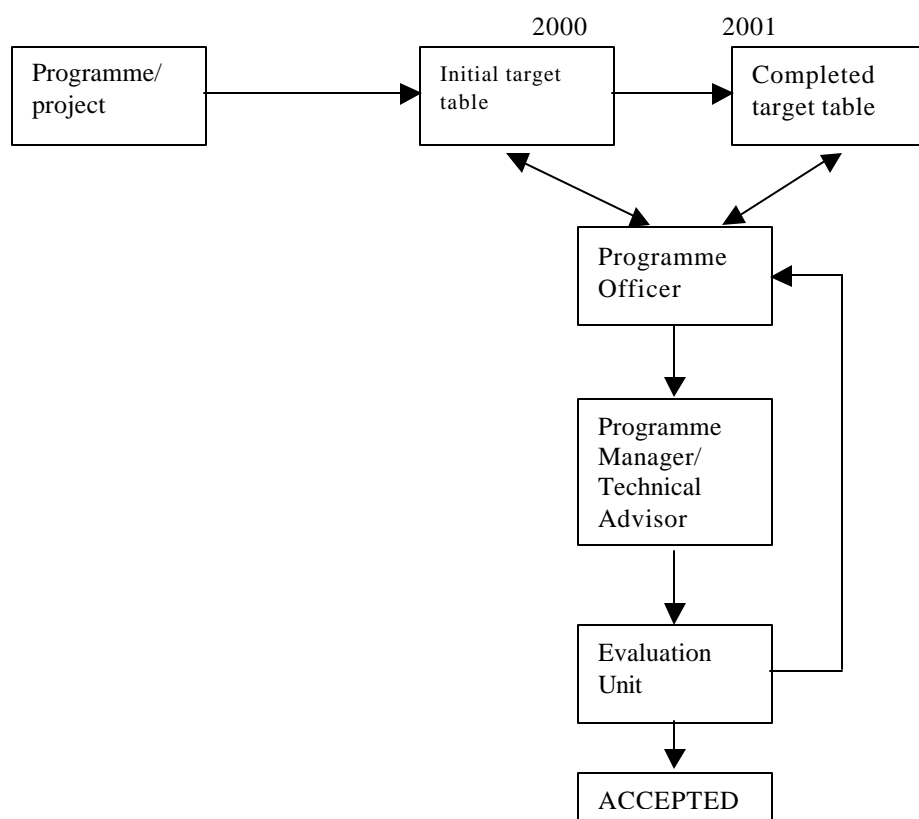 2000
2001
Programme/
project
Initial target
table
Completed
target table
Programme
Officer
Programme
Manager/
Technical
Advisor
Evaluation
Unit
ACCEPTED